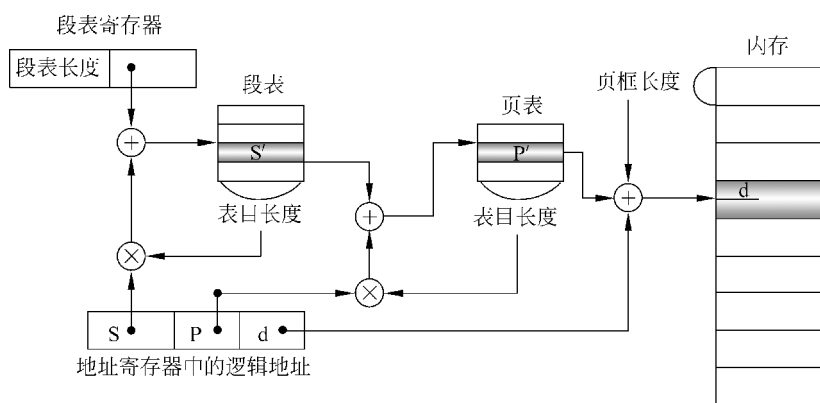 段表寄存器
段表长度
段表
S′
表目长度
页表
P′
表目长度
页框长度
内存
d
S
P
d
地址寄存器中的逻辑地址